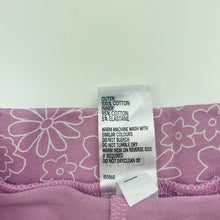 OUTER:
100% COTTON
INNER:
95% COTTON
5% ELASTANE
WARM MACHINE WASH WITH
SIMILAR COLOURS
DO NOT BLEACH
DO NOT TUMBLE DRY
WARM IRON ON REVERSE SIDE
IF REQUIRED
DO NOT DRYCLEAN